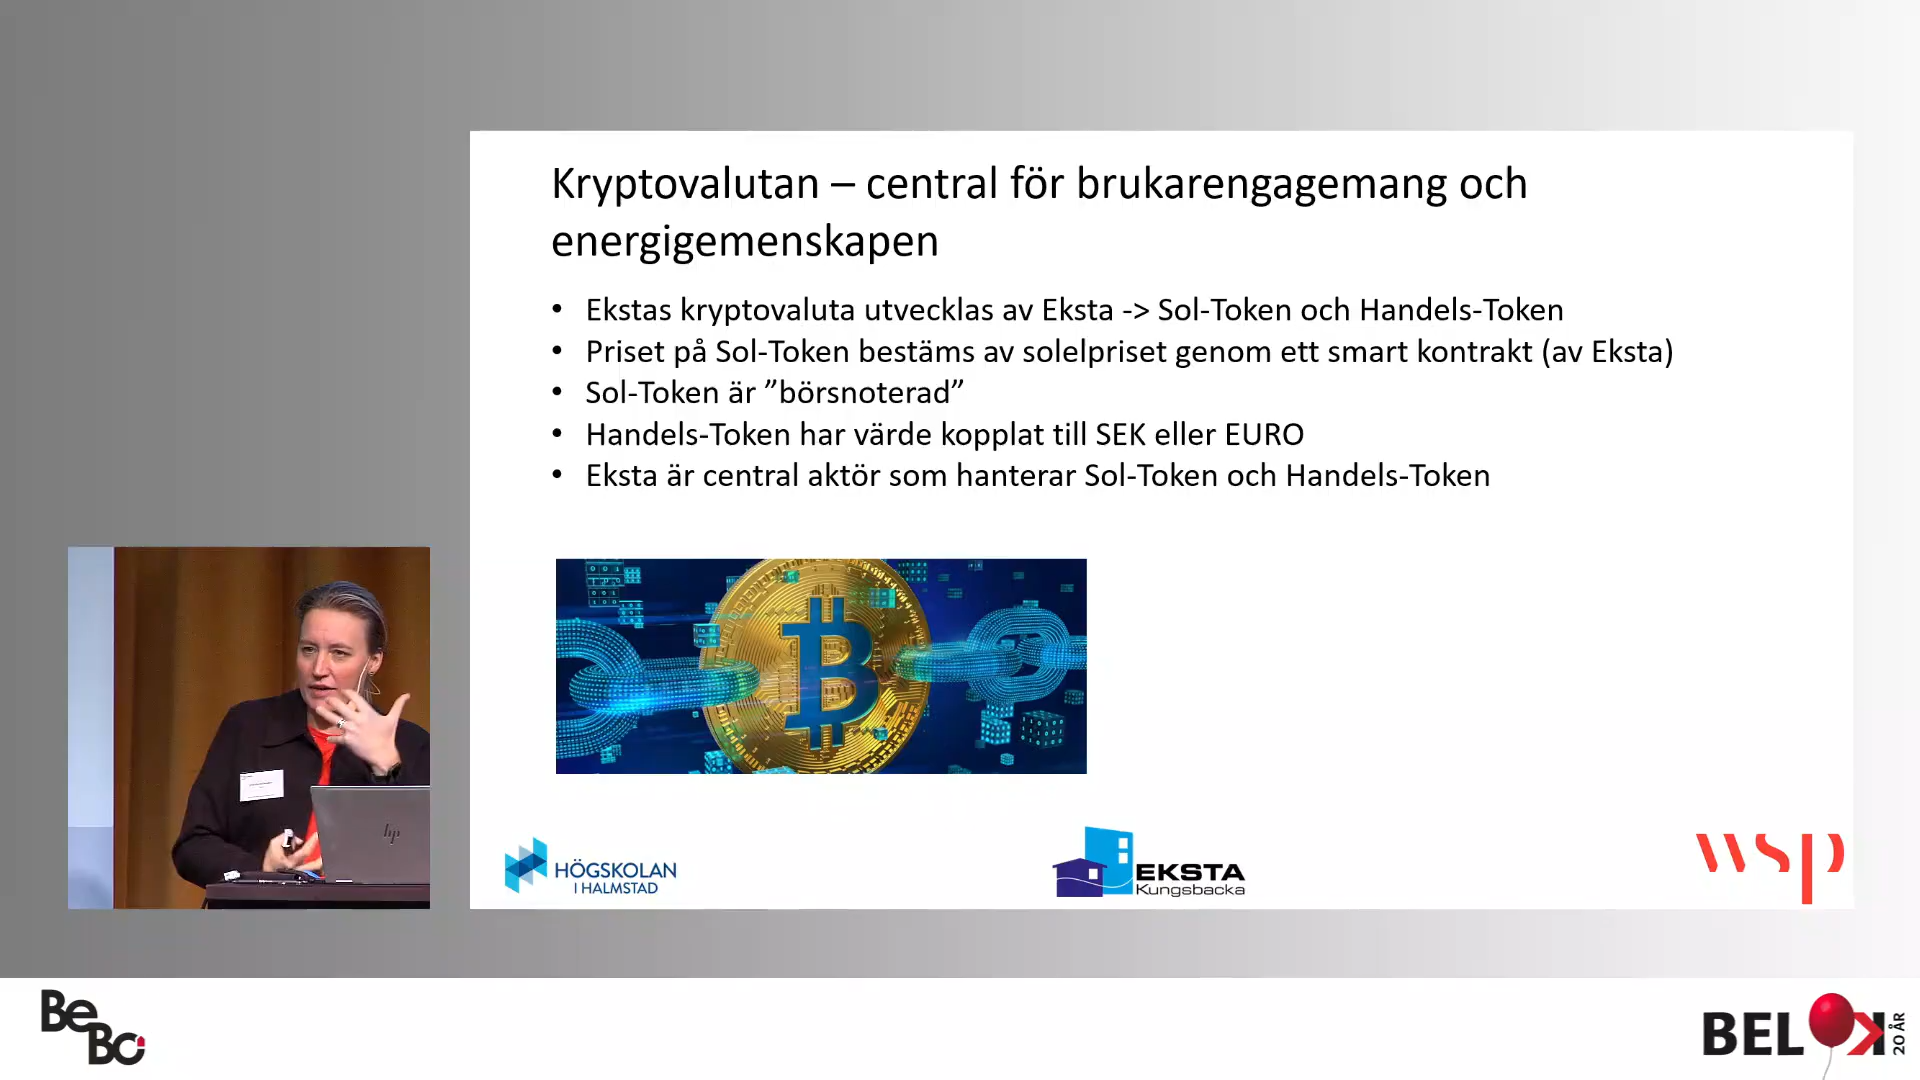 Kryptovalutan – central för brukarengagemang och
energigemenskapen
• Ekstas kryptovaluta utvecklas av Eksta -> Sol-Token och Handels-Token
• Priset på Sol-Token bestäms av solelpriset genom ett smart kontrakt (av Eksta)
• Sol-Token är ”börsnoterad”
• Handels-Token har värde kopplat till SEK eller EURO
• Eksta är central aktör som hanterar Sol-Token och Handels-Token
hp
HÖGSKOLAN
I HALMSTAD
EKSTA
Kungsbacka
wsp
BeBo
BELOK
20 ÅR